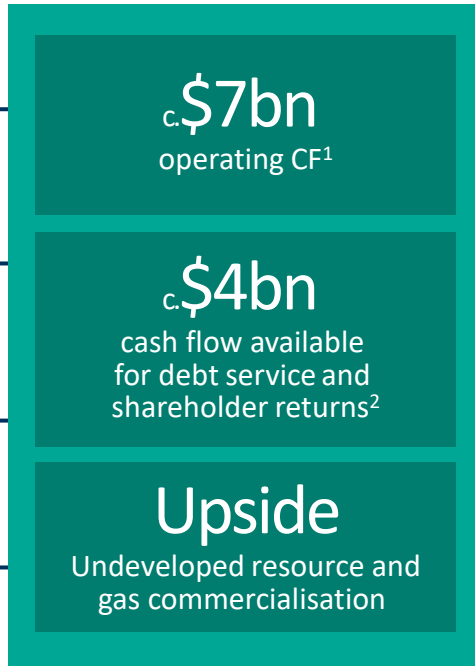 c.$7bn
operating CF¹
c.$4bn
cash flow available
for debt service and
shareholder returns²
Upside
Undeveloped resource and
gas commercialisation